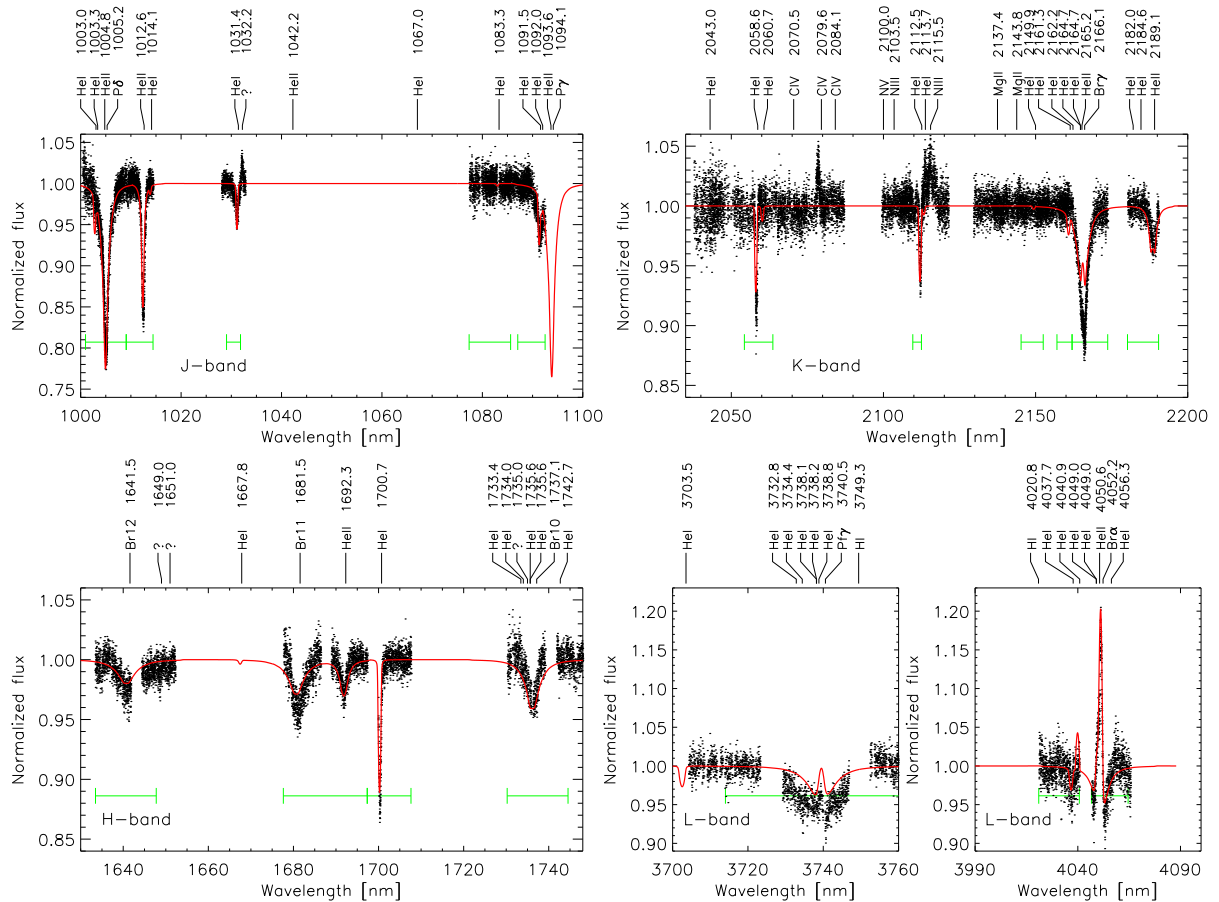 1003.0 1003.3 1004.8 1005.2 1012.6 1014.1 1031.4 1032.2 1042.2 1067.0 1083.3 1091.5 1092.0 1093.6 1094.1
HeI HeI HeII Pδ HeII HeI HeI ? HeII HeI HeI HeI HeI HeII Pγ
Normalized flux
1.05
1.00
0.95
0.90
0.85
0.80
0.75
J-band
1000 1020 1040 1060 1080 1100
Wavelength [nm]
2043.0 2058.6 2060.7 2070.5 2079.6 2084.1 2100.0 2103.5 2112.5 2113.7 2115.5 2137.4 2143.8 2149.9 2161.3 2162.2 2164.7 2164.7 2165.2 2166.1 2182.0 2184.6 2189.1
HeI HeI HeI CIV CIV CIV NV NIII HeI HeI NIII MgII MgII HeI HeI HeI HeI HeI HeII Brγ HeI HeI HeII
Normalized flux
1.05
1.00
0.95
0.90
0.85
K-band
2050 2100 2150 2200
Wavelength [nm]
1641.5 1649.0 1651.0 1667.8 1681.5 1692.3 1700.7 1733.4 1734.0 1735.0 1735.6 1735.6 1737.1 1742.7
Br12 ? ? HeI Br11 HeII HeI HeI HeI ? HeI HeI Br10 HeI
Normalized flux
1.05
1.00
0.95
0.90
0.85
H-band
1640 1660 1680 1700 1720 1740
Wavelength [nm]
3703.5 3732.8 3734.4 3738.1 3738.2 3738.8 3740.5 3749.3
HeI HeI HeI HeI HeI HeI Pfγ HI
Normalized flux
1.20
1.15
1.10
1.05
1.00
0.95
0.90
L-band
3700 3720 3740 3760
Wavelength [nm]
4020.8 4037.7 4040.9 4049.0 4049.0 4050.6 4052.2 4056.3
HI HeI HeI HeI HeI HeII Brα HeI
Normalized flux
1.20
1.15
1.10
1.05
1.00
0.95
0.90
L-band
3990 4040 4090
Wavelength [nm]